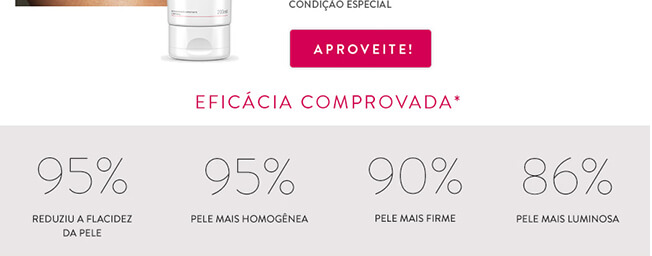 CONDIÇÃO ESPECIAL
APROVEITE!
EFICÁCIA COMPROVADA*
95%
95%
90%
86%
REDUZIU A FLACIDEZ
DA PELE
PELE MAIS HOMOGÊNEA
PELE MAIS FIRME
PELE MAIS LUMINOSA